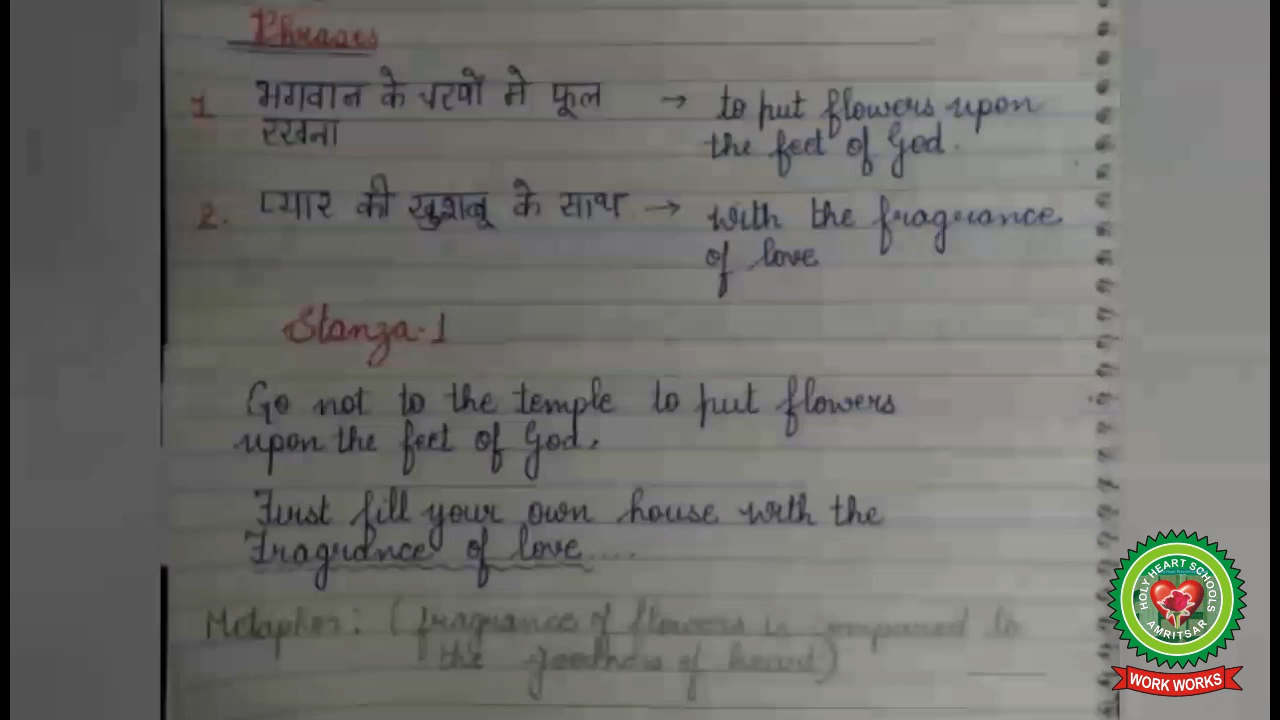 Phrases
1 भगवान के चरणों मे फूल → to put flowers upon
रखना the feet of God.
2. प्यार की खुशबू के साथ → with the fragrance
of love
Stanza-1
Go not to the temple to put flowers
upon the feet of God.
First fill your own house with the
Fragrance of love....
Metaphor: (fragrance of flowers is compared to
the goodness of heart)
HOLY HEART SCHOOLS
AMRITSAR
WORK WORKS